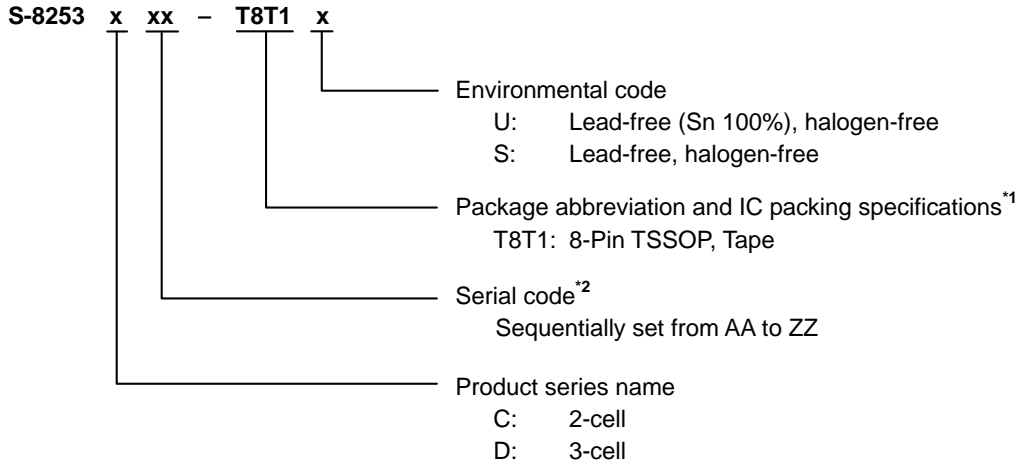 S-8253 x xx – T8T1 x
Environmental code
U: Lead-free (Sn 100%), halogen-free
S: Lead-free, halogen-free
Package abbreviation and IC packing specifications*1
T8T1: 8-Pin TSSOP, Tape
Serial code*2
Sequentially set from AA to ZZ
Product series name
C: 2-cell
D: 3-cell